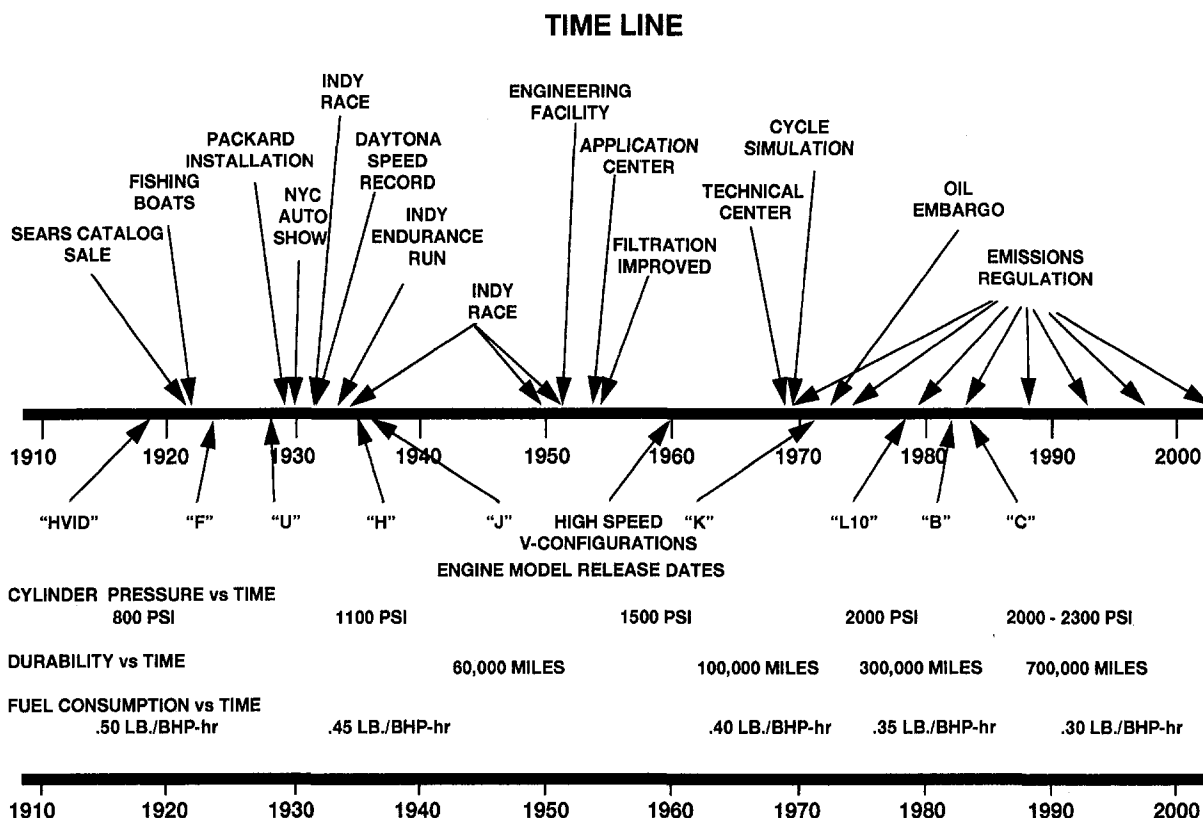 TIME LINE
INDY
RACE
ENGINEERING
FACILITY
PACKARD
INSTALLATION
DAYTONA
SPEED
RECORD
CYCLE
SIMULATION
APPLICATION
CENTER
FISHING
BOATS
NYC
AUTO
SHOW
TECHNICAL
CENTER
OIL
EMBARGO
SEARS CATALOG
SALE
INDY
ENDURANCE
RUN
FILTRATION
IMPROVED
EMISSIONS
REGULATION
INDY
RACE
1910 1920 1930 1940 1950 1960 1970 1980 1990 2000
“HVID” “F” “U” “H” “J” HIGH SPEED “K” “L10” “B” “C”
V-CONFIGURATIONS
ENGINE MODEL RELEASE DATES
CYLINDER PRESSURE vs TIME
800 PSI 1100 PSI 1500 PSI 2000 PSI 2000 - 2300 PSI
DURABILITY vs TIME
60,000 MILES 100,000 MILES 300,000 MILES 700,000 MILES
FUEL CONSUMPTION vs TIME
.50 LB./BHP-hr .45 LB./BHP-hr .40 LB./BHP-hr .35 LB./BHP-hr .30 LB./BHP-hr
1910 1920 1930 1940 1950 1960 1970 1980 1990 2000